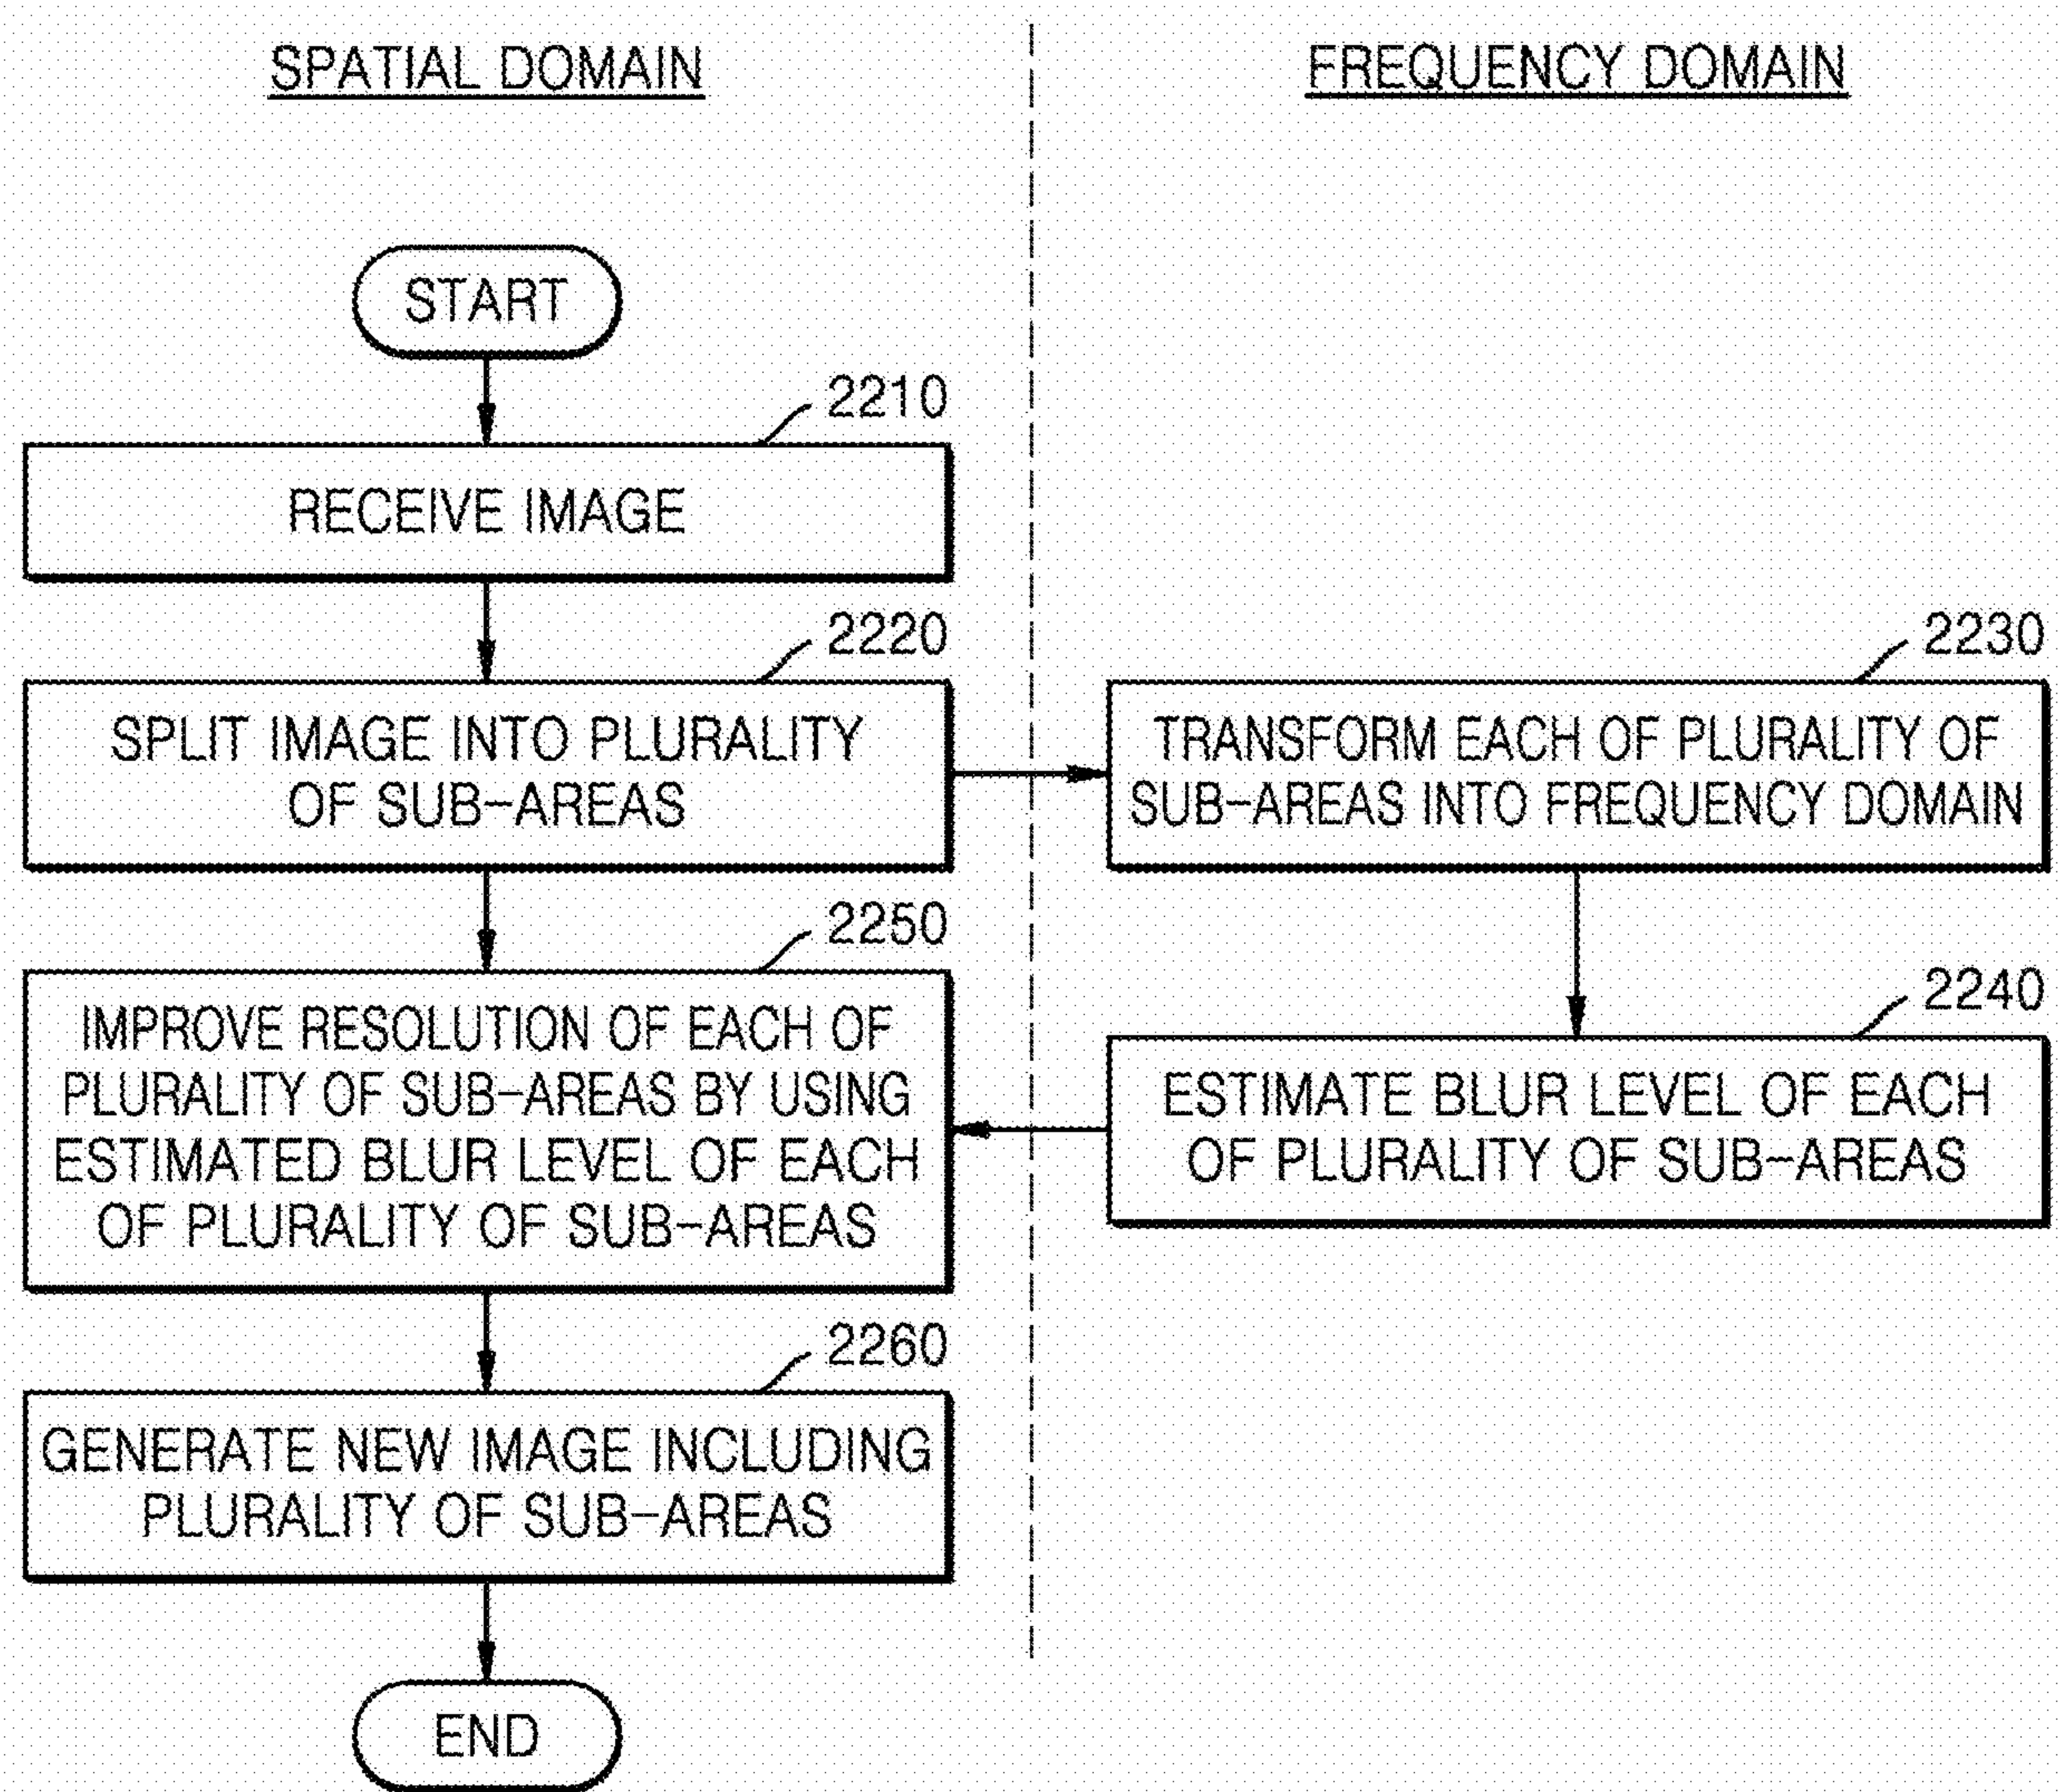 SPATIAL DOMAIN
FREQUENCY DOMAIN
START
2210
RECEIVE IMAGE
2220
SPLIT IMAGE INTO PLURALITY
OF SUB-AREAS
2230
TRANSFORM EACH OF PLURALITY OF
SUB-AREAS INTO FREQUENCY DOMAIN
2240
ESTIMATE BLUR LEVEL OF EACH
OF PLURALITY OF SUB-AREAS
2250
IMPROVE RESOLUTION OF EACH OF
PLURALITY OF SUB-AREAS BY USING
ESTIMATED BLUR LEVEL OF EACH
OF PLURALITY OF SUB-AREAS
2260
GENERATE NEW IMAGE INCLUDING
PLURALITY OF SUB-AREAS
END